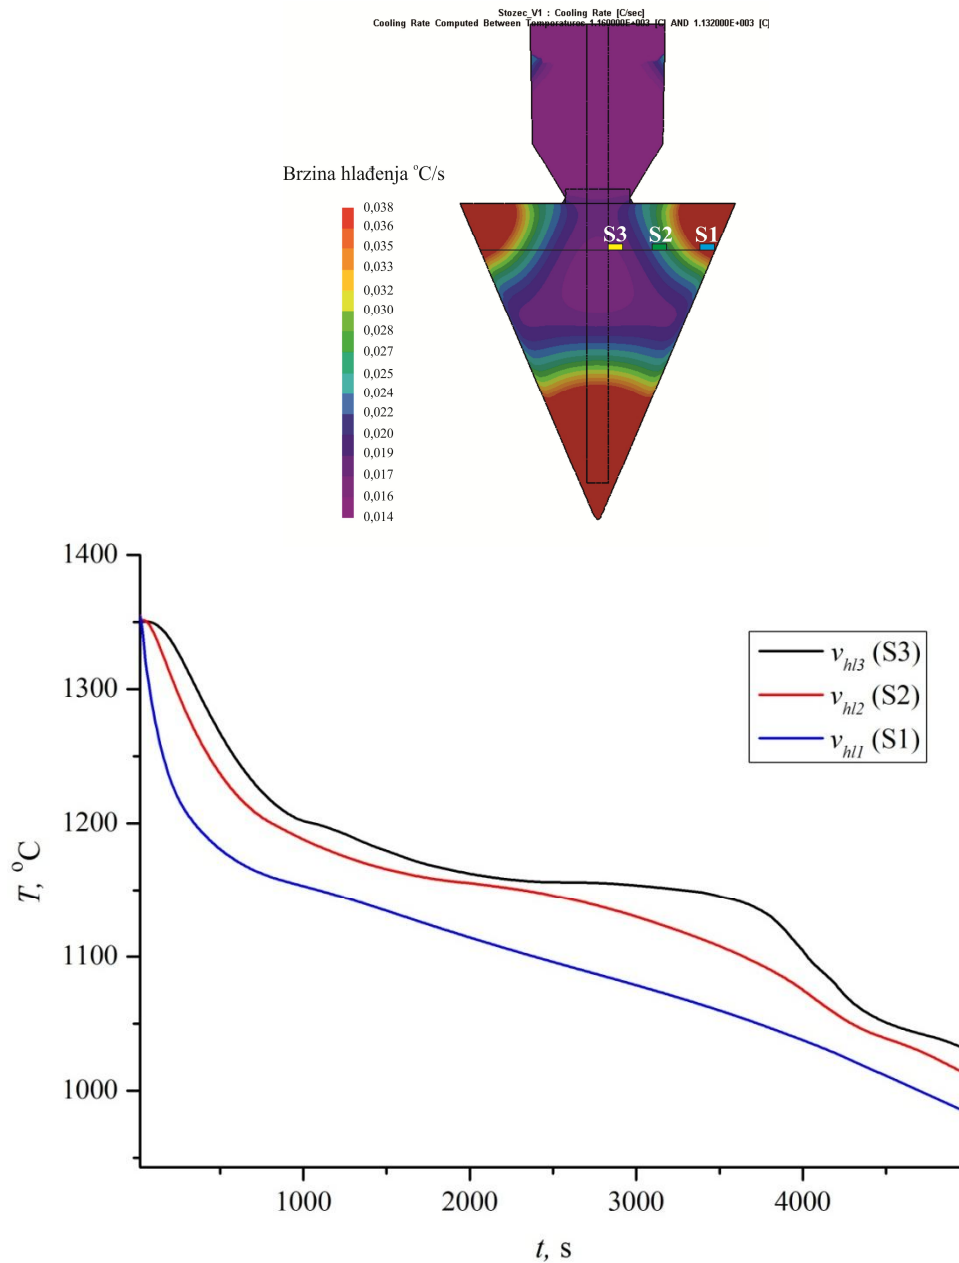 Stozec_V1 : Cooling Rate [C/sec]
Cooling Rate Computed Between Temperatures 1.160000E+003 [C] AND 1.132000E+003 [C]
Brzina hlađenja °C/s
0,038
0,036
0,035
0,033
0,032
0,030
0,028
0,027
0,025
0,024
0,022
0,020
0,019
0,017
0,016
0,014
S3 S2 S1
1400
1300
1200
1100
1000
T, °C
v_hl3 (S3)
v_hl2 (S2)
v_hl1 (S1)
1000 2000 3000 4000
t, s